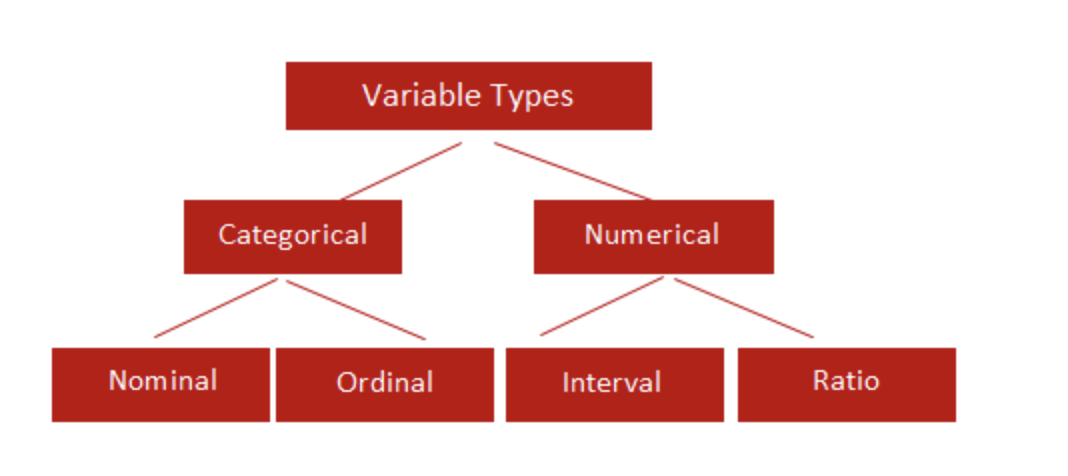 Variable Types
Categorical
Numerical
Nominal
Ordinal
Interval
Ratio